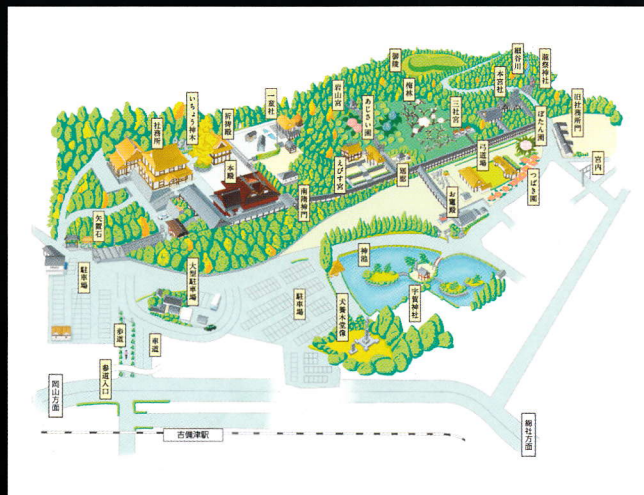 御陵
細谷川
龍祭神社
本宮社
梅林
岩山宮
あじさい園
三社宮
ぼたん園
旧社務所門
一童社
祈祷殿
いちょう神木
社務所
本殿
えびす宮
廻廊
弓道場
宮内
つばき園
お竈殿
南随神門
矢置石
神池
宇賀神社
大型駐車場
駐車場
駐車場
犬養木堂像
歩道
車道
参道入口
岡山方面
総社方面
吉備津駅